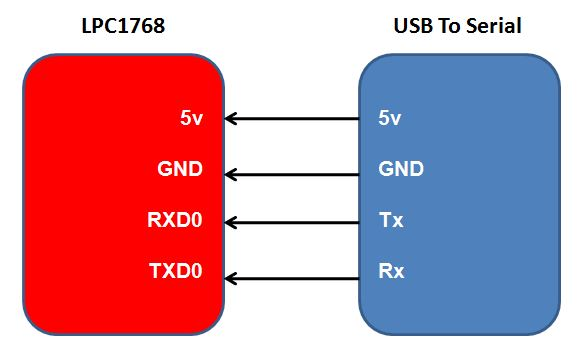 LPC1768
USB To Serial
5v
5v
GND
GND
RXD0
Tx
TXD0
Rx